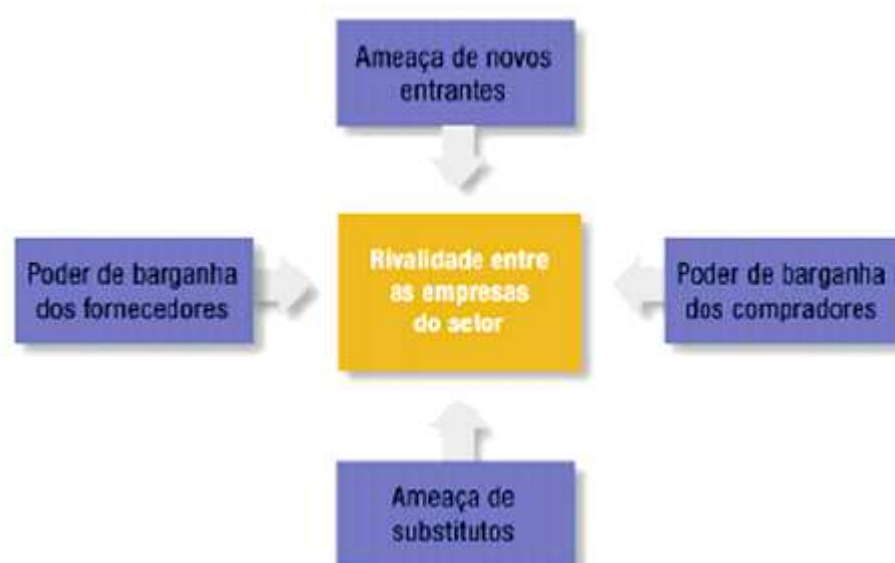 Ameaça de novos
entrantes
Poder de barganha
dos fornecedores
Rivalidade entre
as empresas
do setor
Poder de barganha
dos compradores
Ameaça de
substitutos